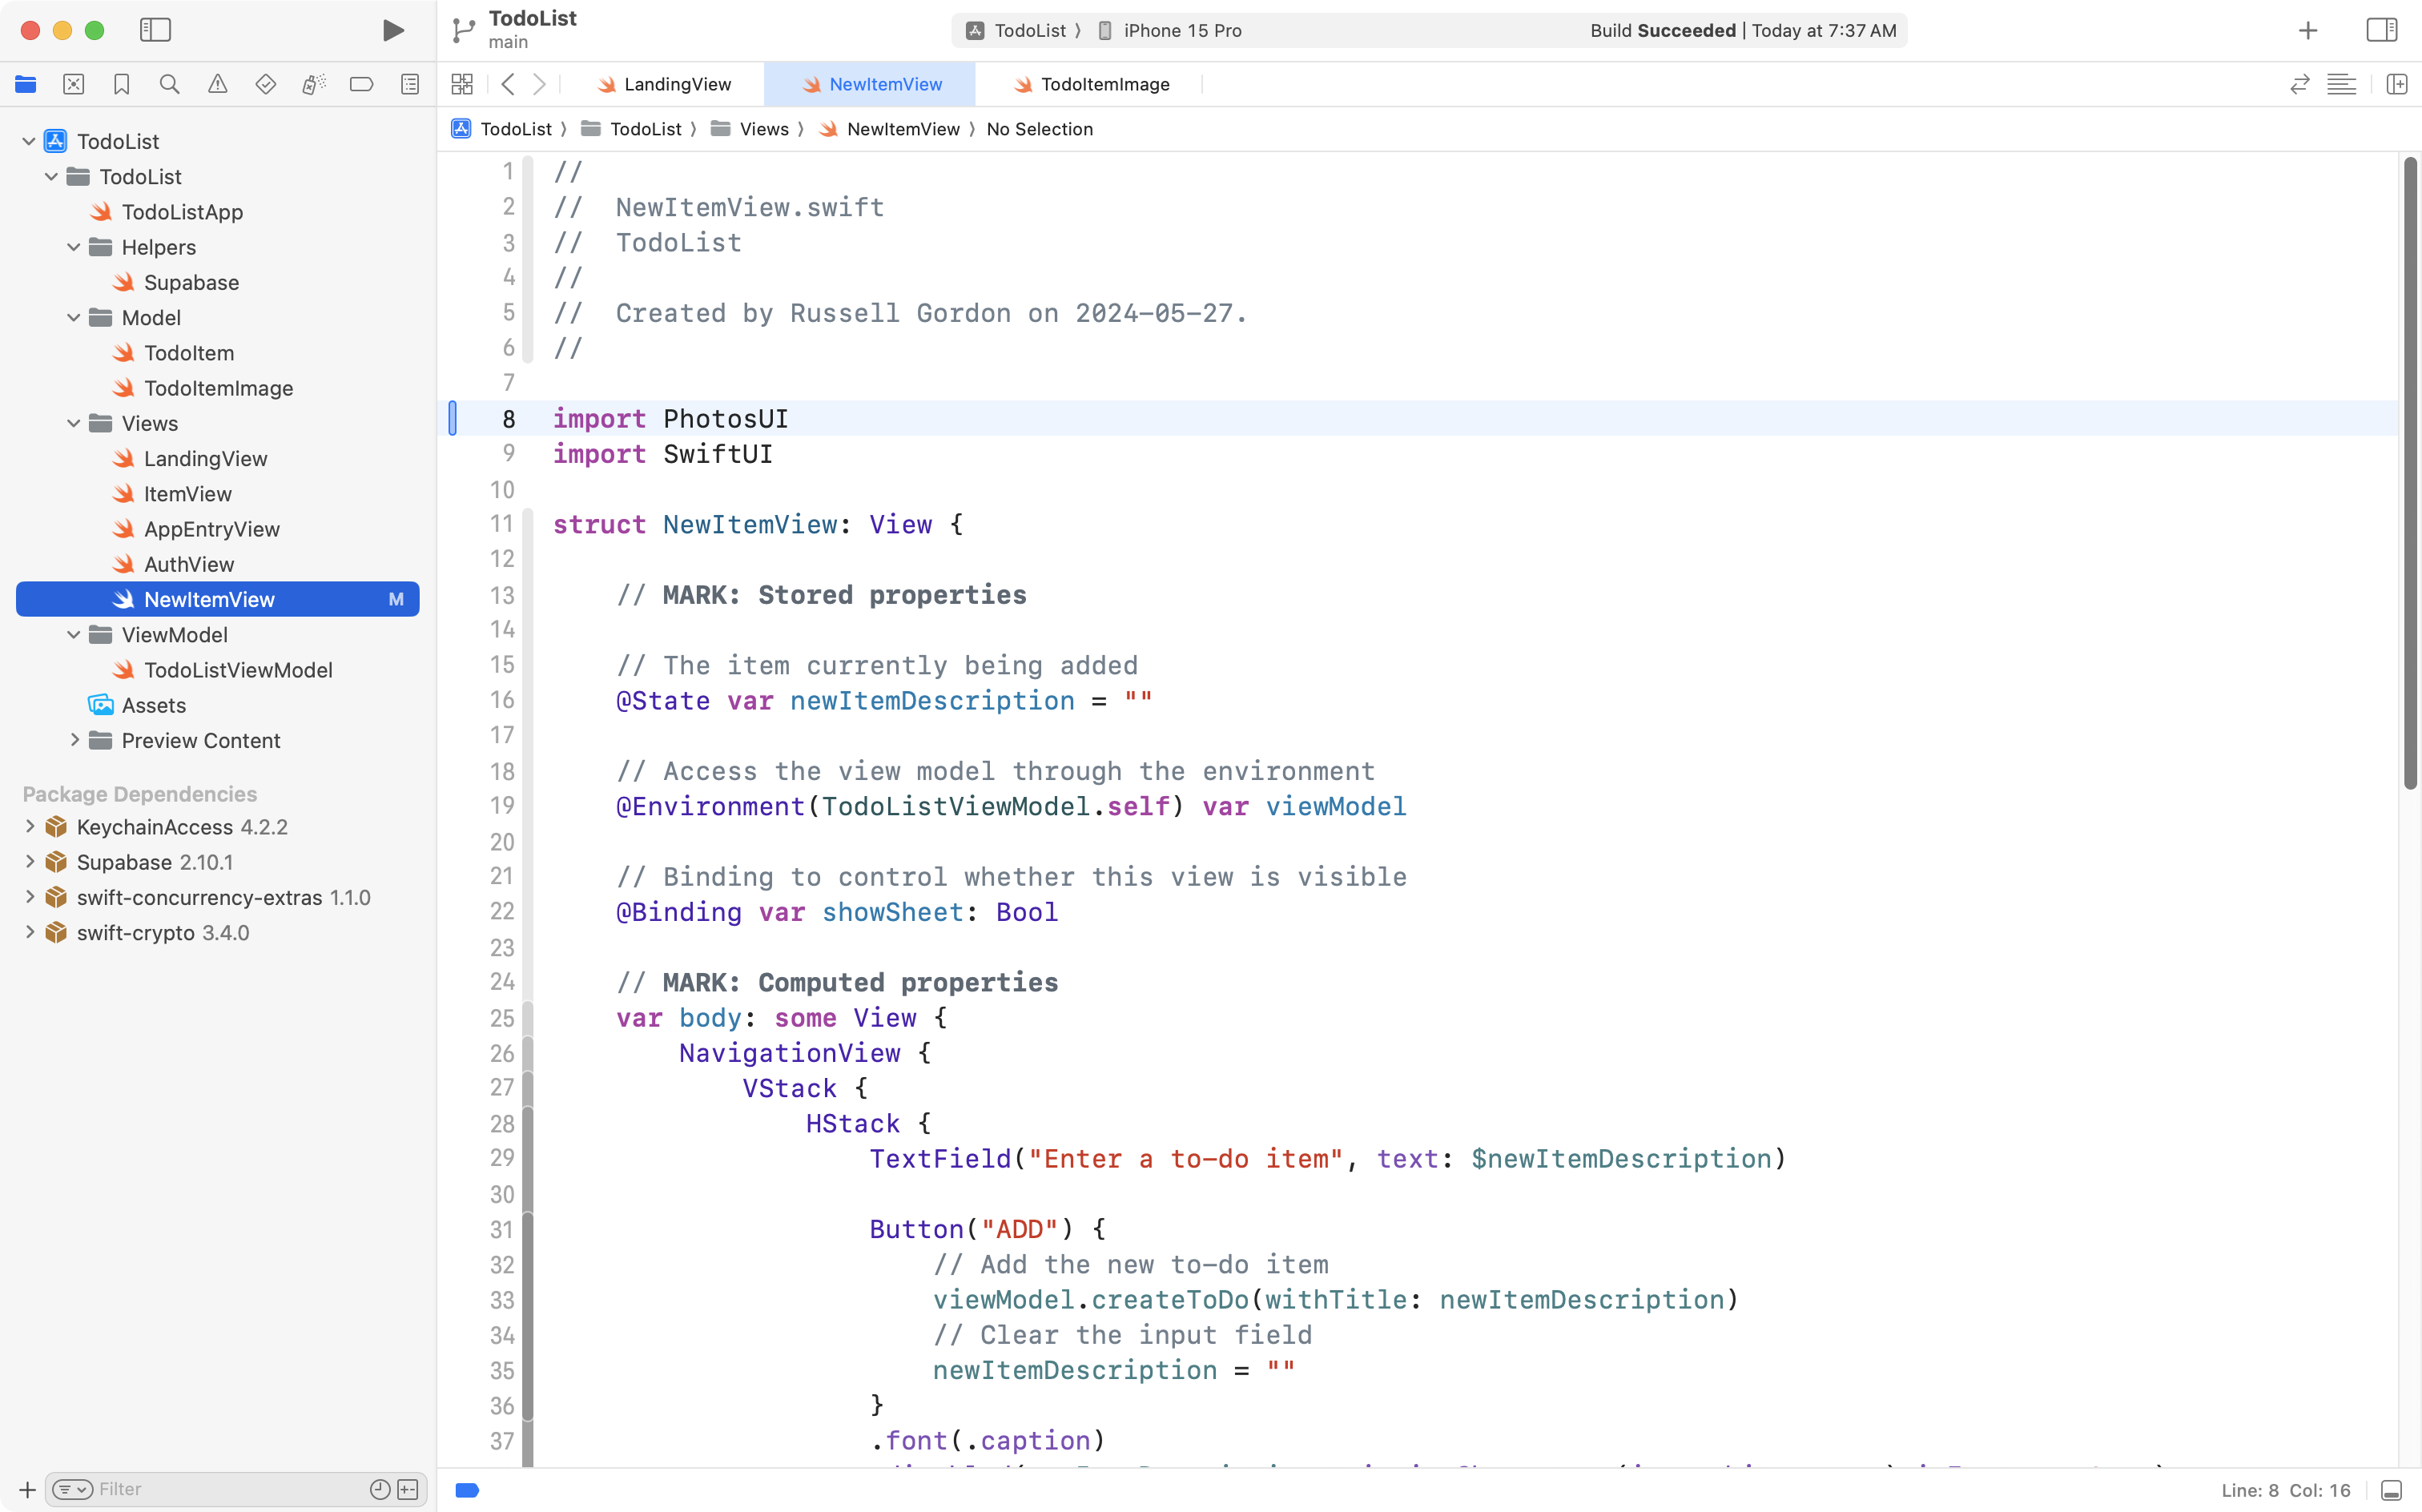 TodoList
main
TodoList ⟩ iPhone 15 Pro
Build Succeeded | Today at 7:37 AM
LandingView
NewItemView
TodoItemImage
TodoList ⟩ TodoList ⟩ Views ⟩ NewItemView ⟩ No Selection
TodoList
TodoList
TodoListApp
Helpers
Supabase
Model
TodoItem
TodoItemImage
Views
LandingView
ItemView
AppEntryView
AuthView
NewItemView M
ViewModel
TodoListViewModel
Assets
Preview Content
Package Dependencies
KeychainAccess 4.2.2
Supabase 2.10.1
swift-concurrency-extras 1.1.0
swift-crypto 3.4.0
Filter
1 //
2 //  NewItemView.swift
3 //  TodoList
4 //
5 //  Created by Russell Gordon on 2024-05-27.
6 //
7
8 import PhotosUI
9 import SwiftUI
10
11 struct NewItemView: View {
12
13     // MARK: Stored properties
14
15     // The item currently being added
16     @State var newItemDescription = ""
17
18     // Access the view model through the environment
19     @Environment(TodoListViewModel.self) var viewModel
20
21     // Binding to control whether this view is visible
22     @Binding var showSheet: Bool
23
24     // MARK: Computed properties
25     var body: some View {
26         NavigationView {
27             VStack {
28                 HStack {
29                     TextField("Enter a to-do item", text: $newItemDescription)
30
31                     Button("ADD") {
32                         // Add the new to-do item
33                         viewModel.createToDo(withTitle: newItemDescription)
34                         // Clear the input field
35                         newItemDescription = ""
36                     }
37                     .font(.caption)
Line: 8 Col: 16